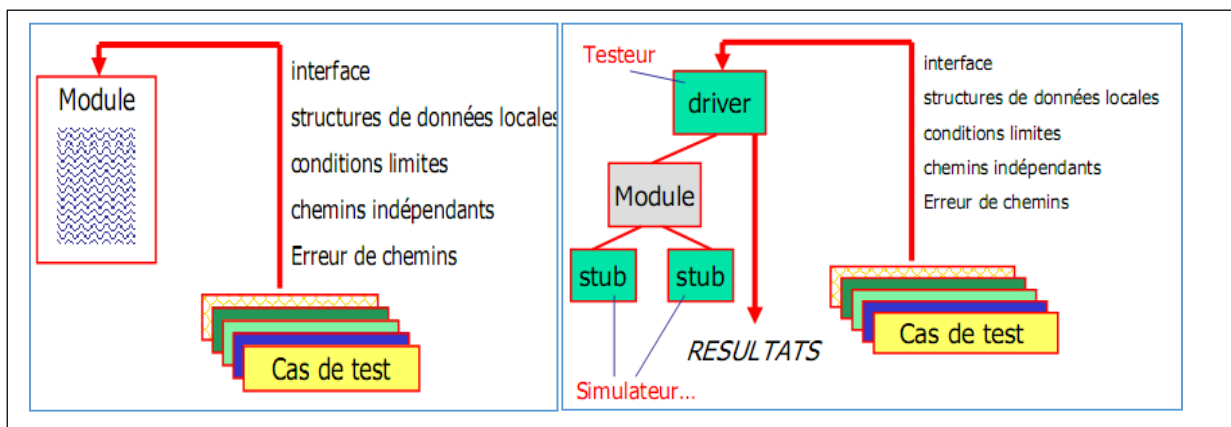 Module
interface
structures de données locales
conditions limites
chemins indépendants
Erreur de chemins
Cas de test
Testeur
driver
Module
stub
stub
RESULTATS
Simulateur...
interface
structures de données locales
conditions limites
chemins indépendants
Erreur de chemins
Cas de test